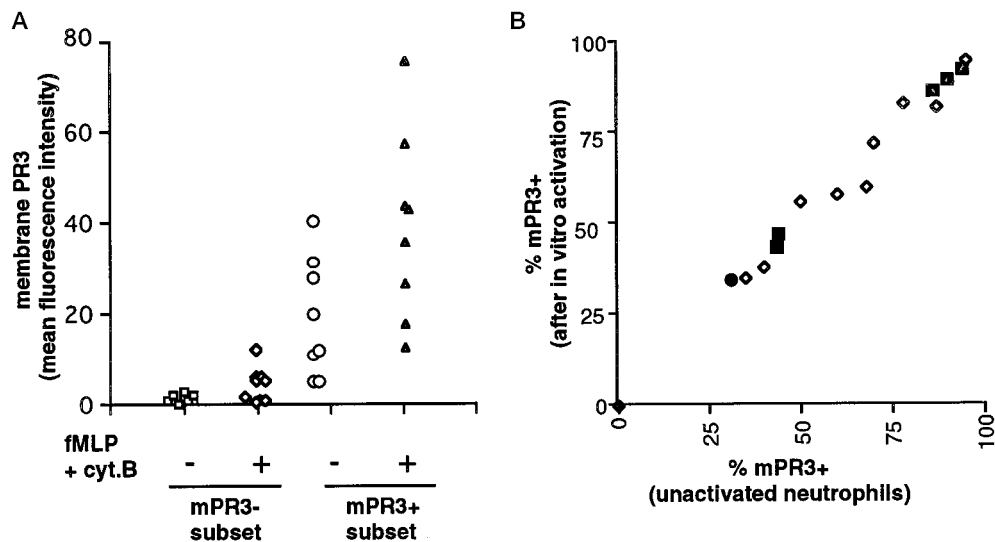 A
80
60
40
20
0
membrane PR3
(mean fluorescence intensity)
fMLP
+ cyt.B
- + - +
mPR3-
subset
mPR3+
subset
B
100
75
50
25
0
% mPR3+
(after in vitro activation)
0 25 50 75 100
% mPR3+
(unactivated neutrophils)